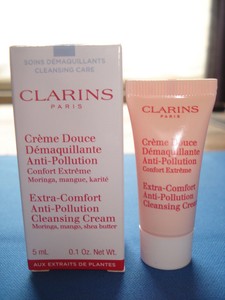 SOINS DÉMAQUILLANTS
CLEANSING CARE
CLARINS
PARIS
Crème Douce
Démaquillante
Anti-Pollution
Confort Extrême
Moringa, mangue, karité
Extra-Comfort
Anti-Pollution
Cleansing Cream
Moringa, mango, shea butter
5 mL 0.1 Oz. Net Wt.
AUX EXTRAITS DE PLANTES
CLARINS
PARIS
Crème Douce
Démaquillante
Anti-Pollution
Confort Extrême
Extra-Comfort
Anti-Pollution
Cleansing Cream